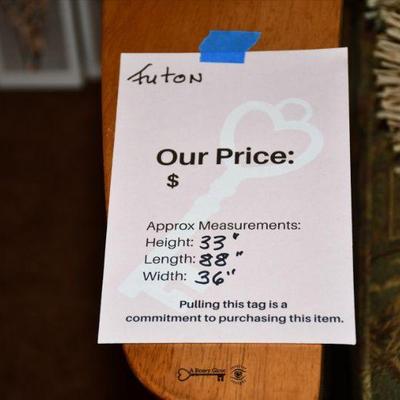 Futon
Our Price:
$
Approx Measurements:
Height: 33"
Length: 88"
Width: 36"
Pulling this tag is a
commitment to purchasing this item.